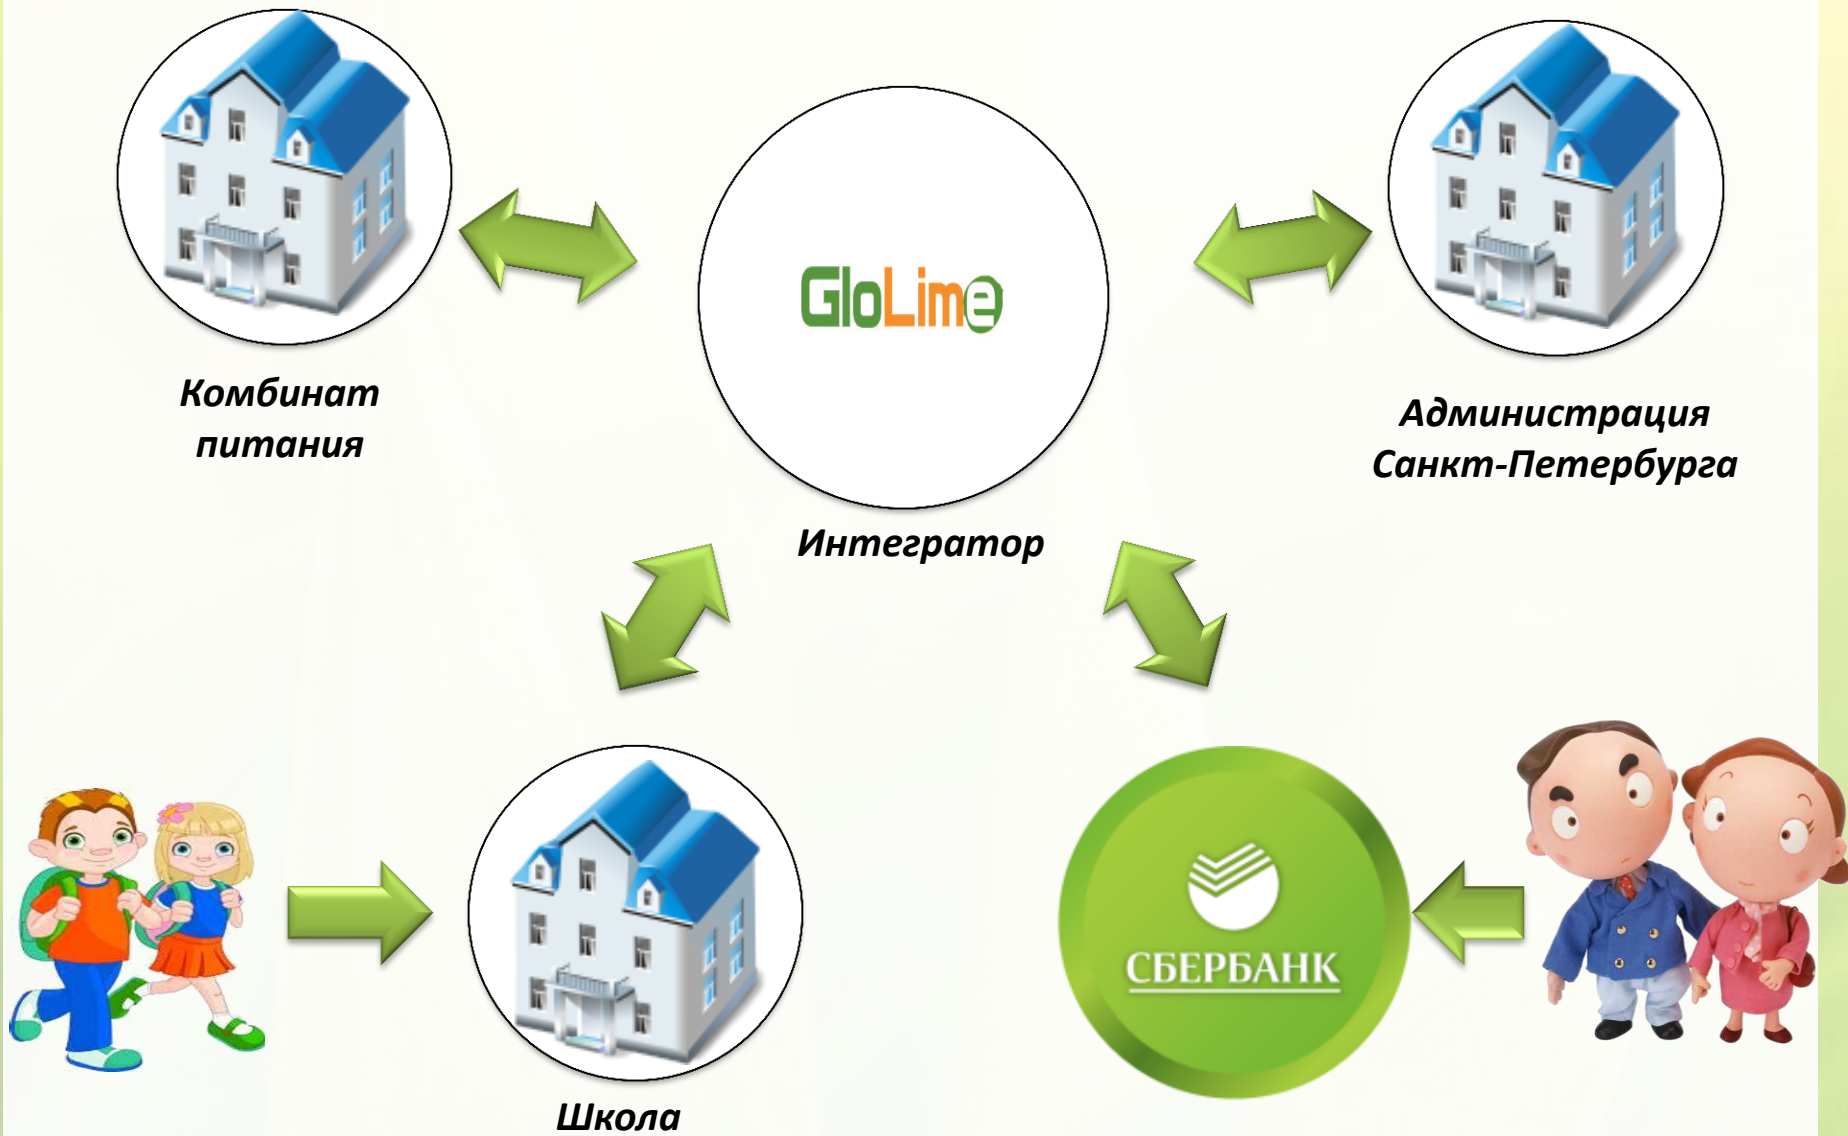 GloLime
Комбинат
питания
Администрация
Санкт-Петербурга
Интегратор
СБЕРБАНК
Школа